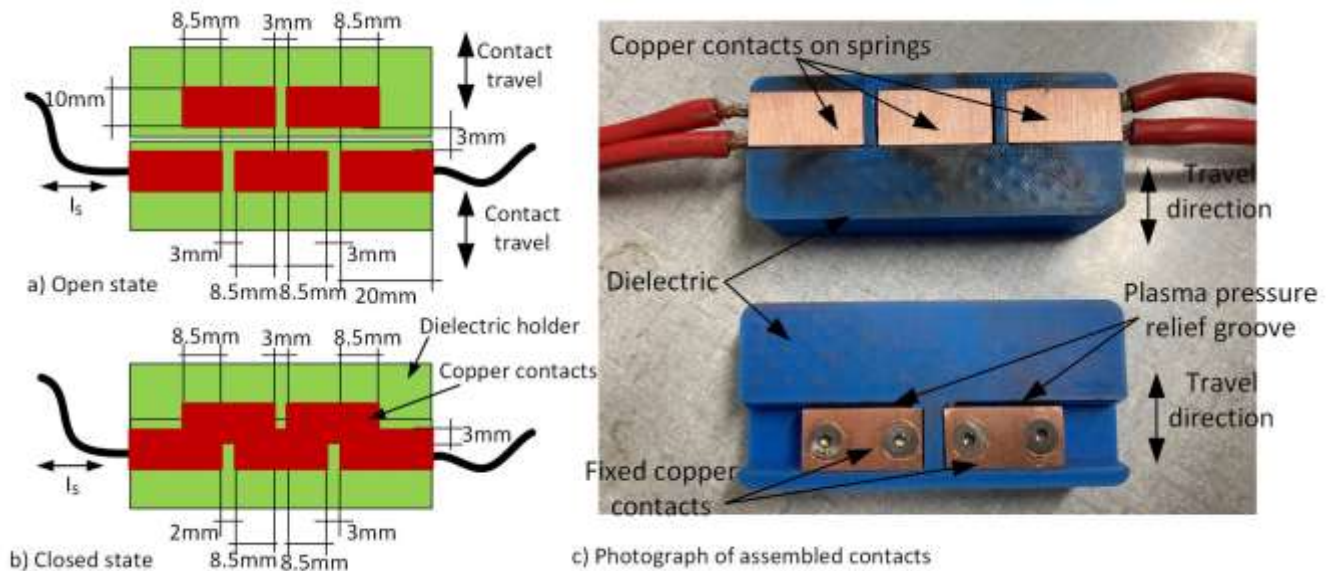 8.5mm 3mm 8.5mm
Contact
travel
10mm
3mm
I_s
Contact
travel
3mm 3mm
8.5mm 8.5mm
20mm
a) Open state
Dielectric holder
8.5mm 3mm 8.5mm
Copper contacts
3mm
I_s
2mm 3mm
8.5mm 8.5mm
b) Closed state
Copper contacts on springs
Travel
direction
Dielectric
Plasma pressure
relief groove
Travel
direction
Fixed copper
contacts
c) Photograph of assembled contacts